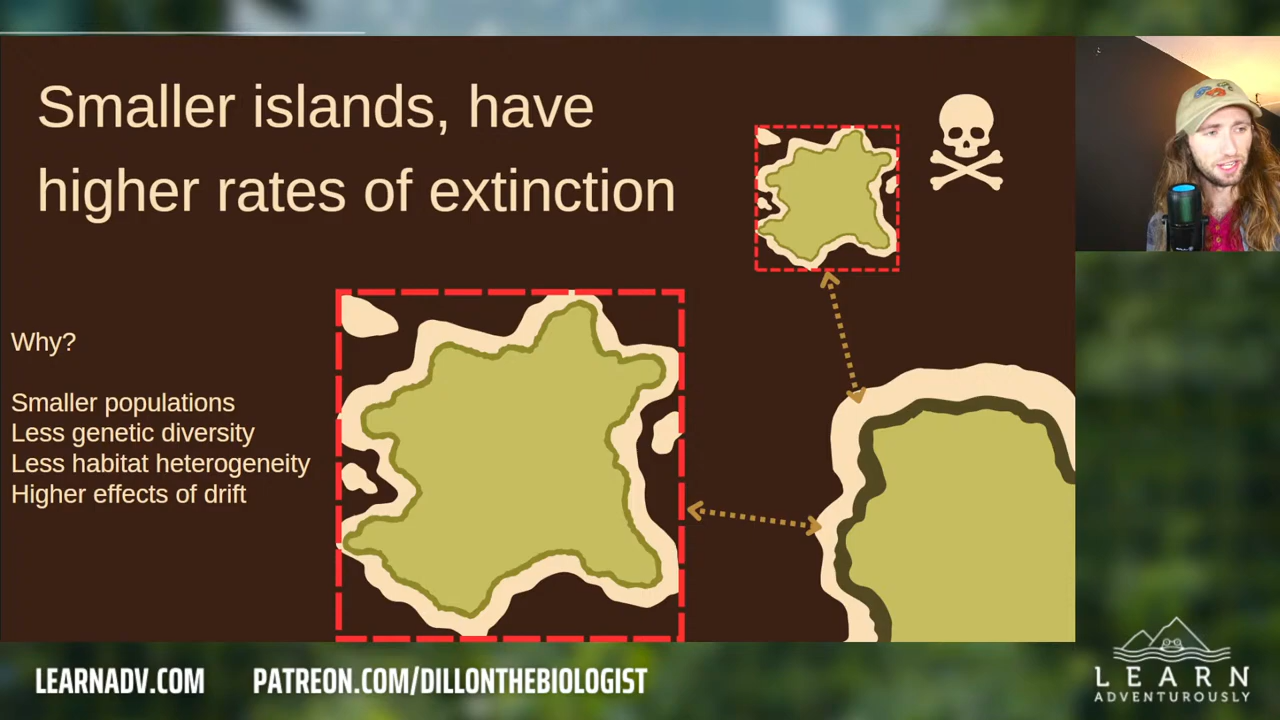 Smaller islands, have
higher rates of extinction
Why?
Smaller populations
Less genetic diversity
Less habitat heterogeneity
Higher effects of drift
LEARNADV.COM
PATREON.COM/DILLONTHEBIOLOGIST
LEARN
ADVENTUROUSLY